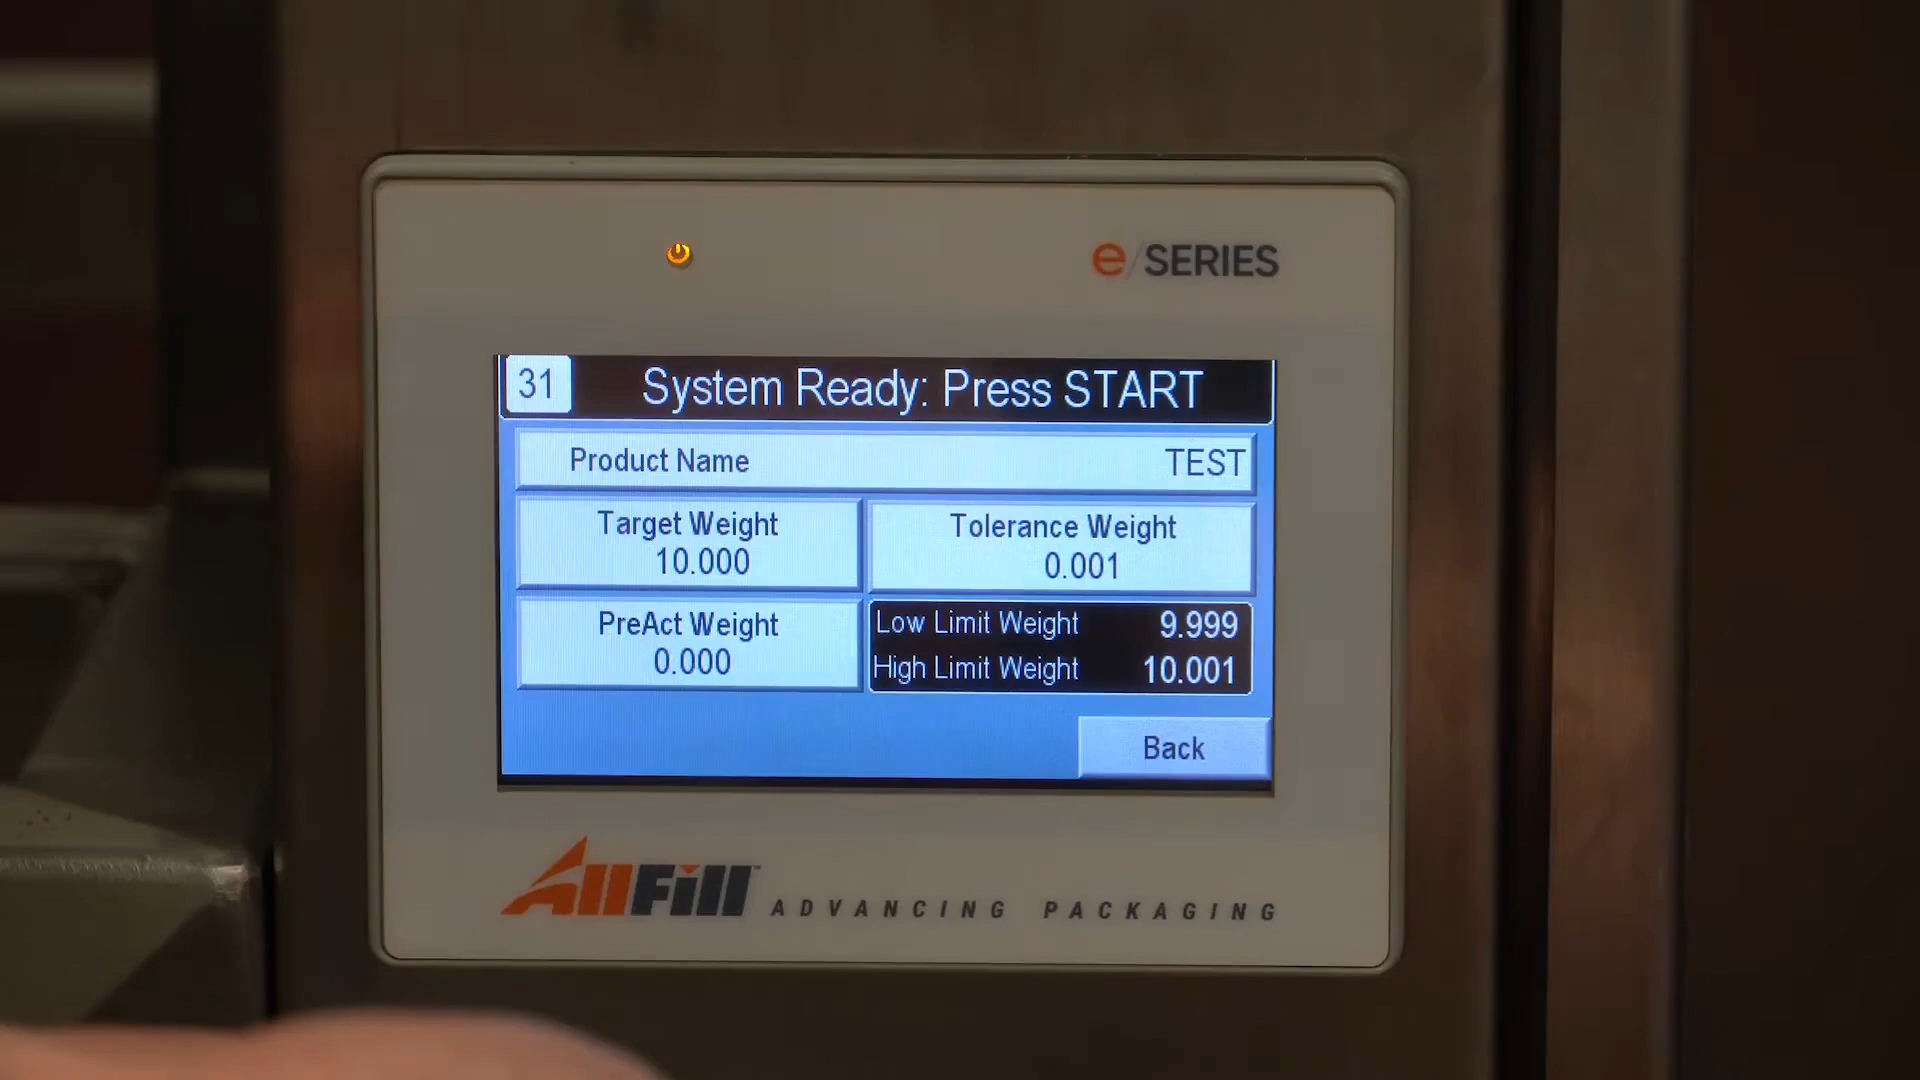 e/SERIES
31 System Ready: Press START
Product Name TEST
Target Weight
10.000
Tolerance Weight
0.001
PreAct Weight
0.000
Low Limit Weight 9.999
High Limit Weight 10.001
Back
AllFill™ ADVANCING PACKAGING